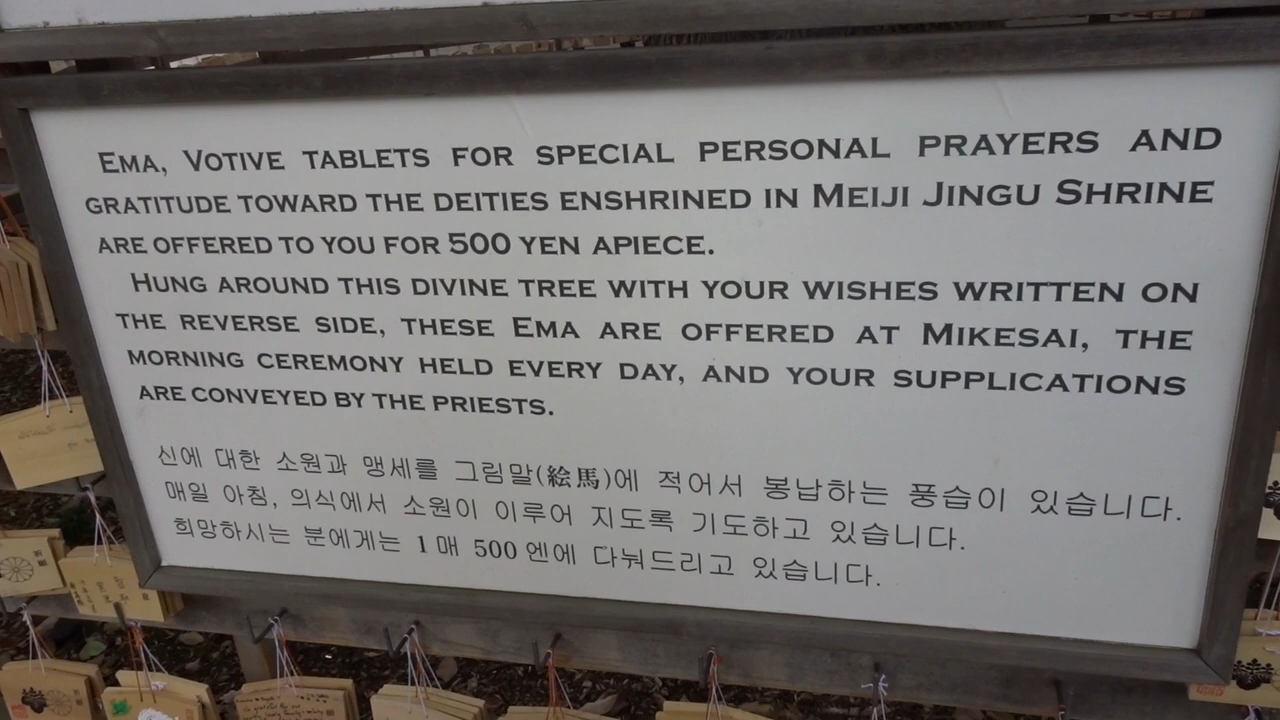 EMA, VOTIVE TABLETS FOR SPECIAL PERSONAL PRAYERS AND
GRATITUDE TOWARD THE DEITIES ENSHRINED IN MEIJI JINGU SHRINE
ARE OFFERED TO YOU FOR 500 YEN APIECE.
HUNG AROUND THIS DIVINE TREE WITH YOUR WISHES WRITTEN ON
THE REVERSE SIDE, THESE EMA ARE OFFERED AT MIKESAI, THE
MORNING CEREMONY HELD EVERY DAY, AND YOUR SUPPLICATIONS
ARE CONVEYED BY THE PRIESTS.
신에 대한 소원과 맹세를 그림말(絵馬)에 적어서 봉납하는 풍습이 있습니다.
매일 아침, 의식에서 소원이 이루어 지도록 기도하고 있습니다.
희망하시는 분에게는 1매 500엔에 다눠드리고 있습니다.